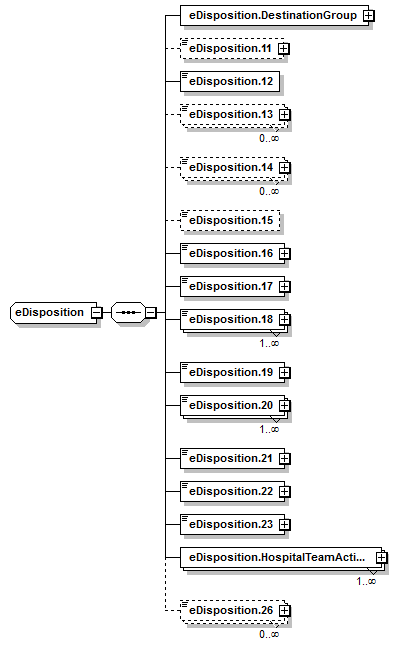 eDisposition.DestinationGroup
eDisposition.11
eDisposition.12
eDisposition.13
0..∞
eDisposition.14
0..∞
eDisposition.15
eDisposition.16
eDisposition.17
eDisposition
eDisposition.18
1..∞
eDisposition.19
eDisposition.20
1..∞
eDisposition.21
eDisposition.22
eDisposition.23
eDisposition.HospitalTeamActi...
1..∞
eDisposition.26
0..∞